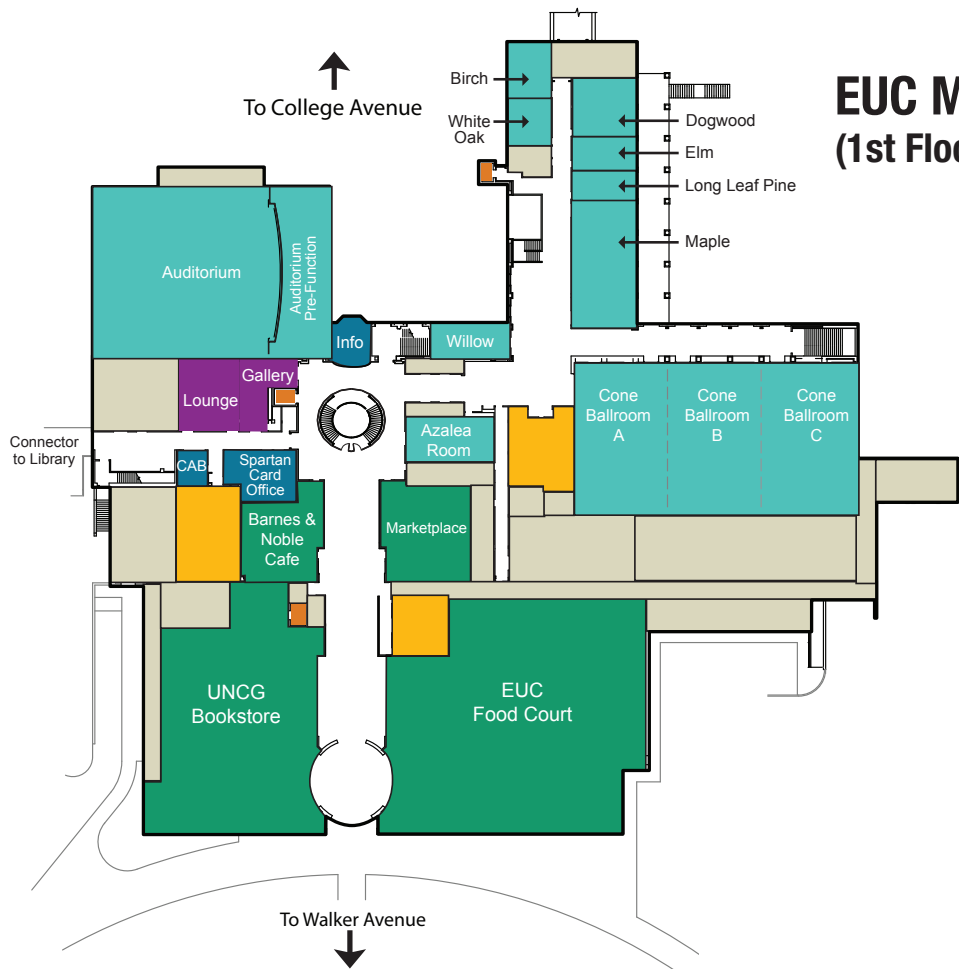 EUC M
(1st Floo
To College Avenue
Birch
White
Oak
Dogwood
Elm
Long Leaf Pine
Maple
Auditorium
Auditorium
Pre-Function
Info
Willow
Gallery
Lounge
Cone
Ballroom
A
Cone
Ballroom
B
Cone
Ballroom
C
Azalea
Room
Connector
to Library
CAB
Spartan
Card
Office
Barnes &
Noble
Cafe
Marketplace
UNCG
Bookstore
EUC
Food Court
To Walker Avenue